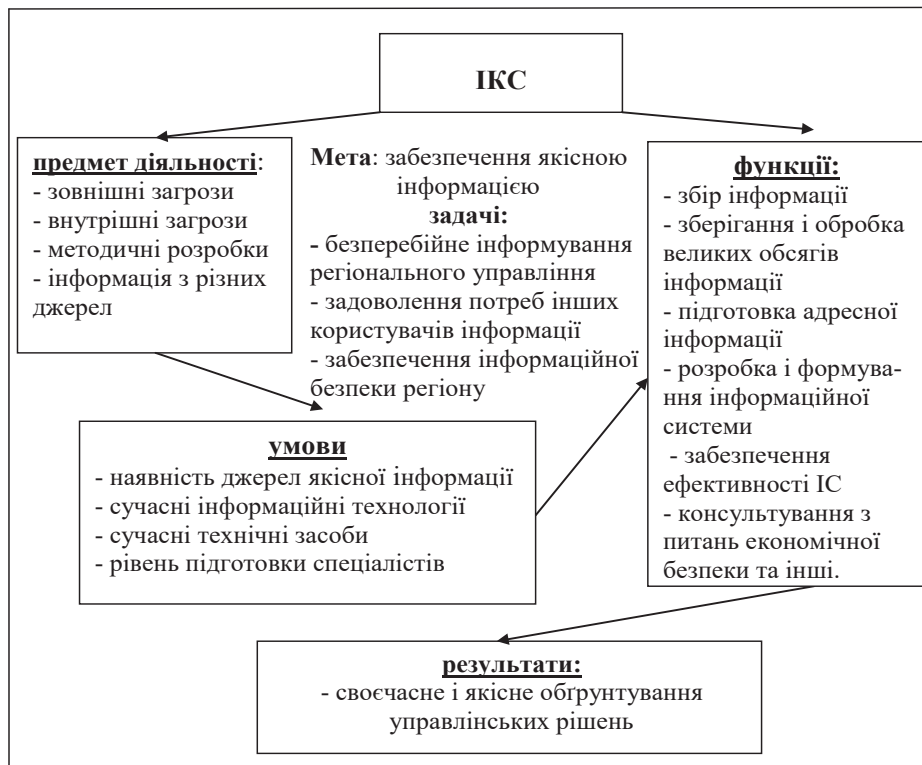 ІКС
предмет діяльності:
- зовнішні загрози
- внутрішні загрози
- методичні розробки
- інформація з різних
джерел
Мета: забезпечення якісною
інформацією
задачі:
- безперебійне інформування
регіонального управління
- задоволення потреб інших
користувачів інформації
- забезпечення інформаційної
безпеки регіону
функції:
- збір інформації
- зберігання і обробка
великих обсягів
інформації
- підготовка адресної
інформації
- розробка і формува-
ння інформаційної
системи
- забезпечення
ефективності ІС
- консультування з
питань економічної
безпеки та інші.
умови
- наявність джерел якісної інформації
- сучасні інформаційні технології
- сучасні технічні засоби
- рівень підготовки спеціалістів
результати:
- своєчасне і якісне обґрунтування
управлінських рішень